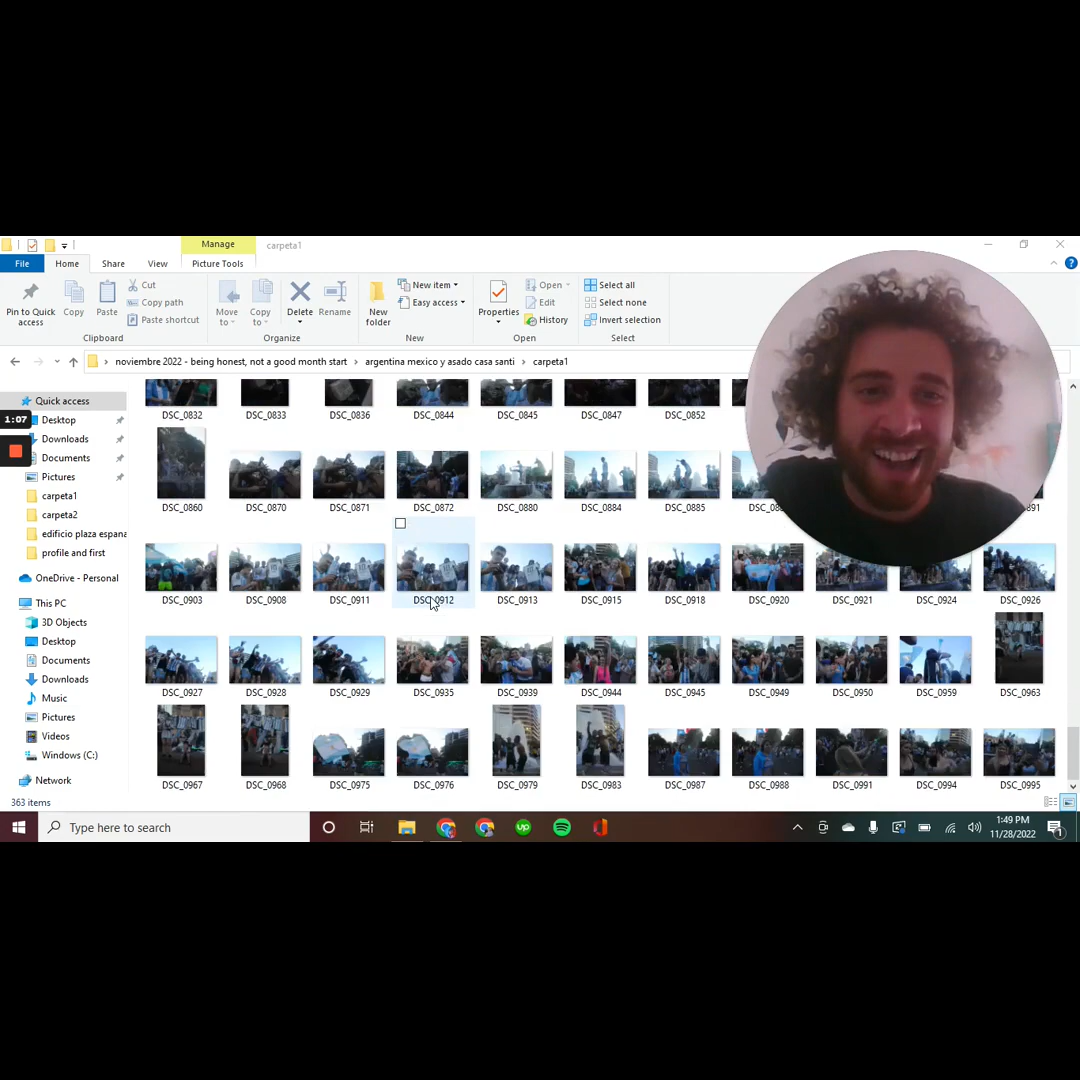 Manage
carpeta1
File
Home
Share
View
Picture Tools
Pin to Quick access
Copy
Paste
Cut
Copy path
Paste shortcut
Clipboard
Move to
Copy to
Delete
Rename
Organize
New folder
New item
Easy access
New
Properties
Open
Edit
History
Open
Select all
Select none
Invert selection
Select
noviembre 2022 - being honest, not a good month start › argentina mexico y asado casa santi › carpeta1
Quick access
1:07
Desktop
Downloads
Documents
Pictures
carpeta1
carpeta2
edificio plaza espana
profile and first
OneDrive - Personal
This PC
3D Objects
Desktop
Documents
Downloads
Music
Pictures
Videos
Windows (C:)
Network
DSC_0832 DSC_0833 DSC_0836 DSC_0844 DSC_0845 DSC_0847 DSC_0852
DSC_0860 DSC_0870 DSC_0871 DSC_0872 DSC_0880 DSC_0884 DSC_0885
DSC_0903 DSC_0908 DSC_0911 DSC_0912 DSC_0913 DSC_0915 DSC_0918 DSC_0920 DSC_0921 DSC_0924 DSC_0926
DSC_0927 DSC_0928 DSC_0929 DSC_0935 DSC_0939 DSC_0944 DSC_0945 DSC_0949 DSC_0950 DSC_0959 DSC_0963
DSC_0967 DSC_0968 DSC_0975 DSC_0976 DSC_0979 DSC_0983 DSC_0987 DSC_0988 DSC_0991 DSC_0994 DSC_0995
363 items
Type here to search
up
1:49 PM
11/28/2022
1